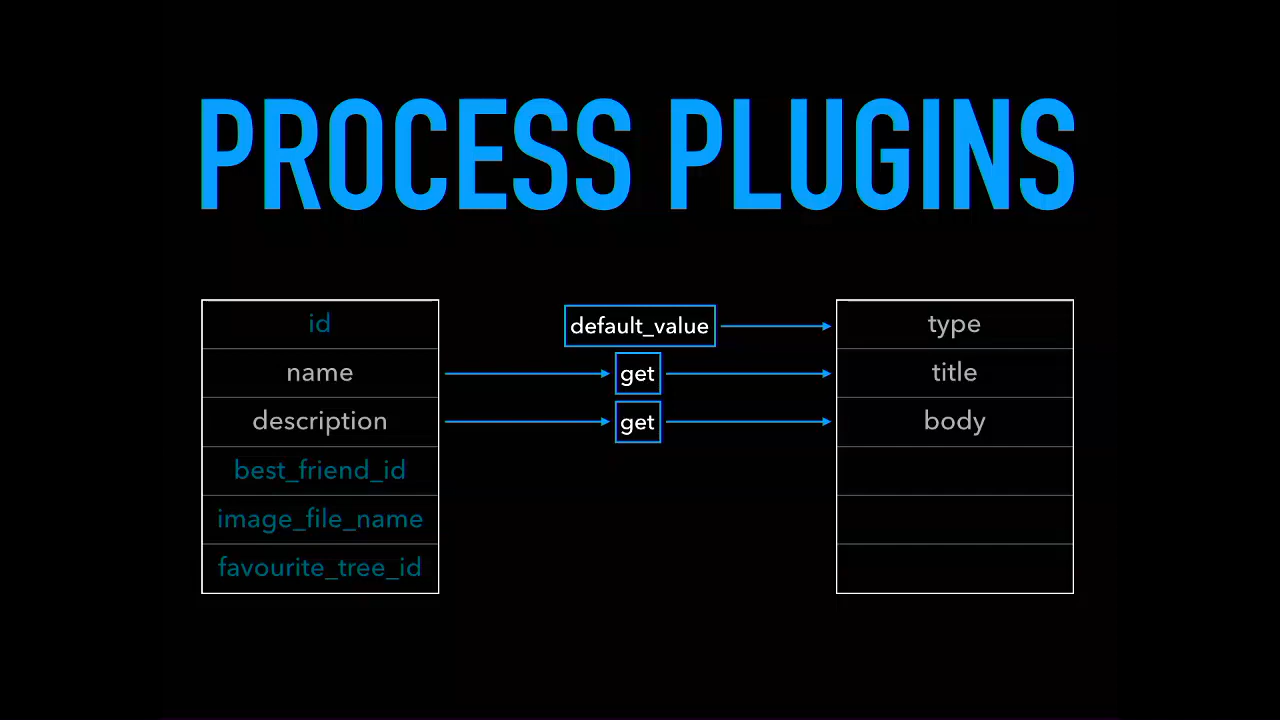 PROCESS PLUGINS
id
default_value
type
name
get
title
description
get
body
best_friend_id
image_file_name
favourite_tree_id